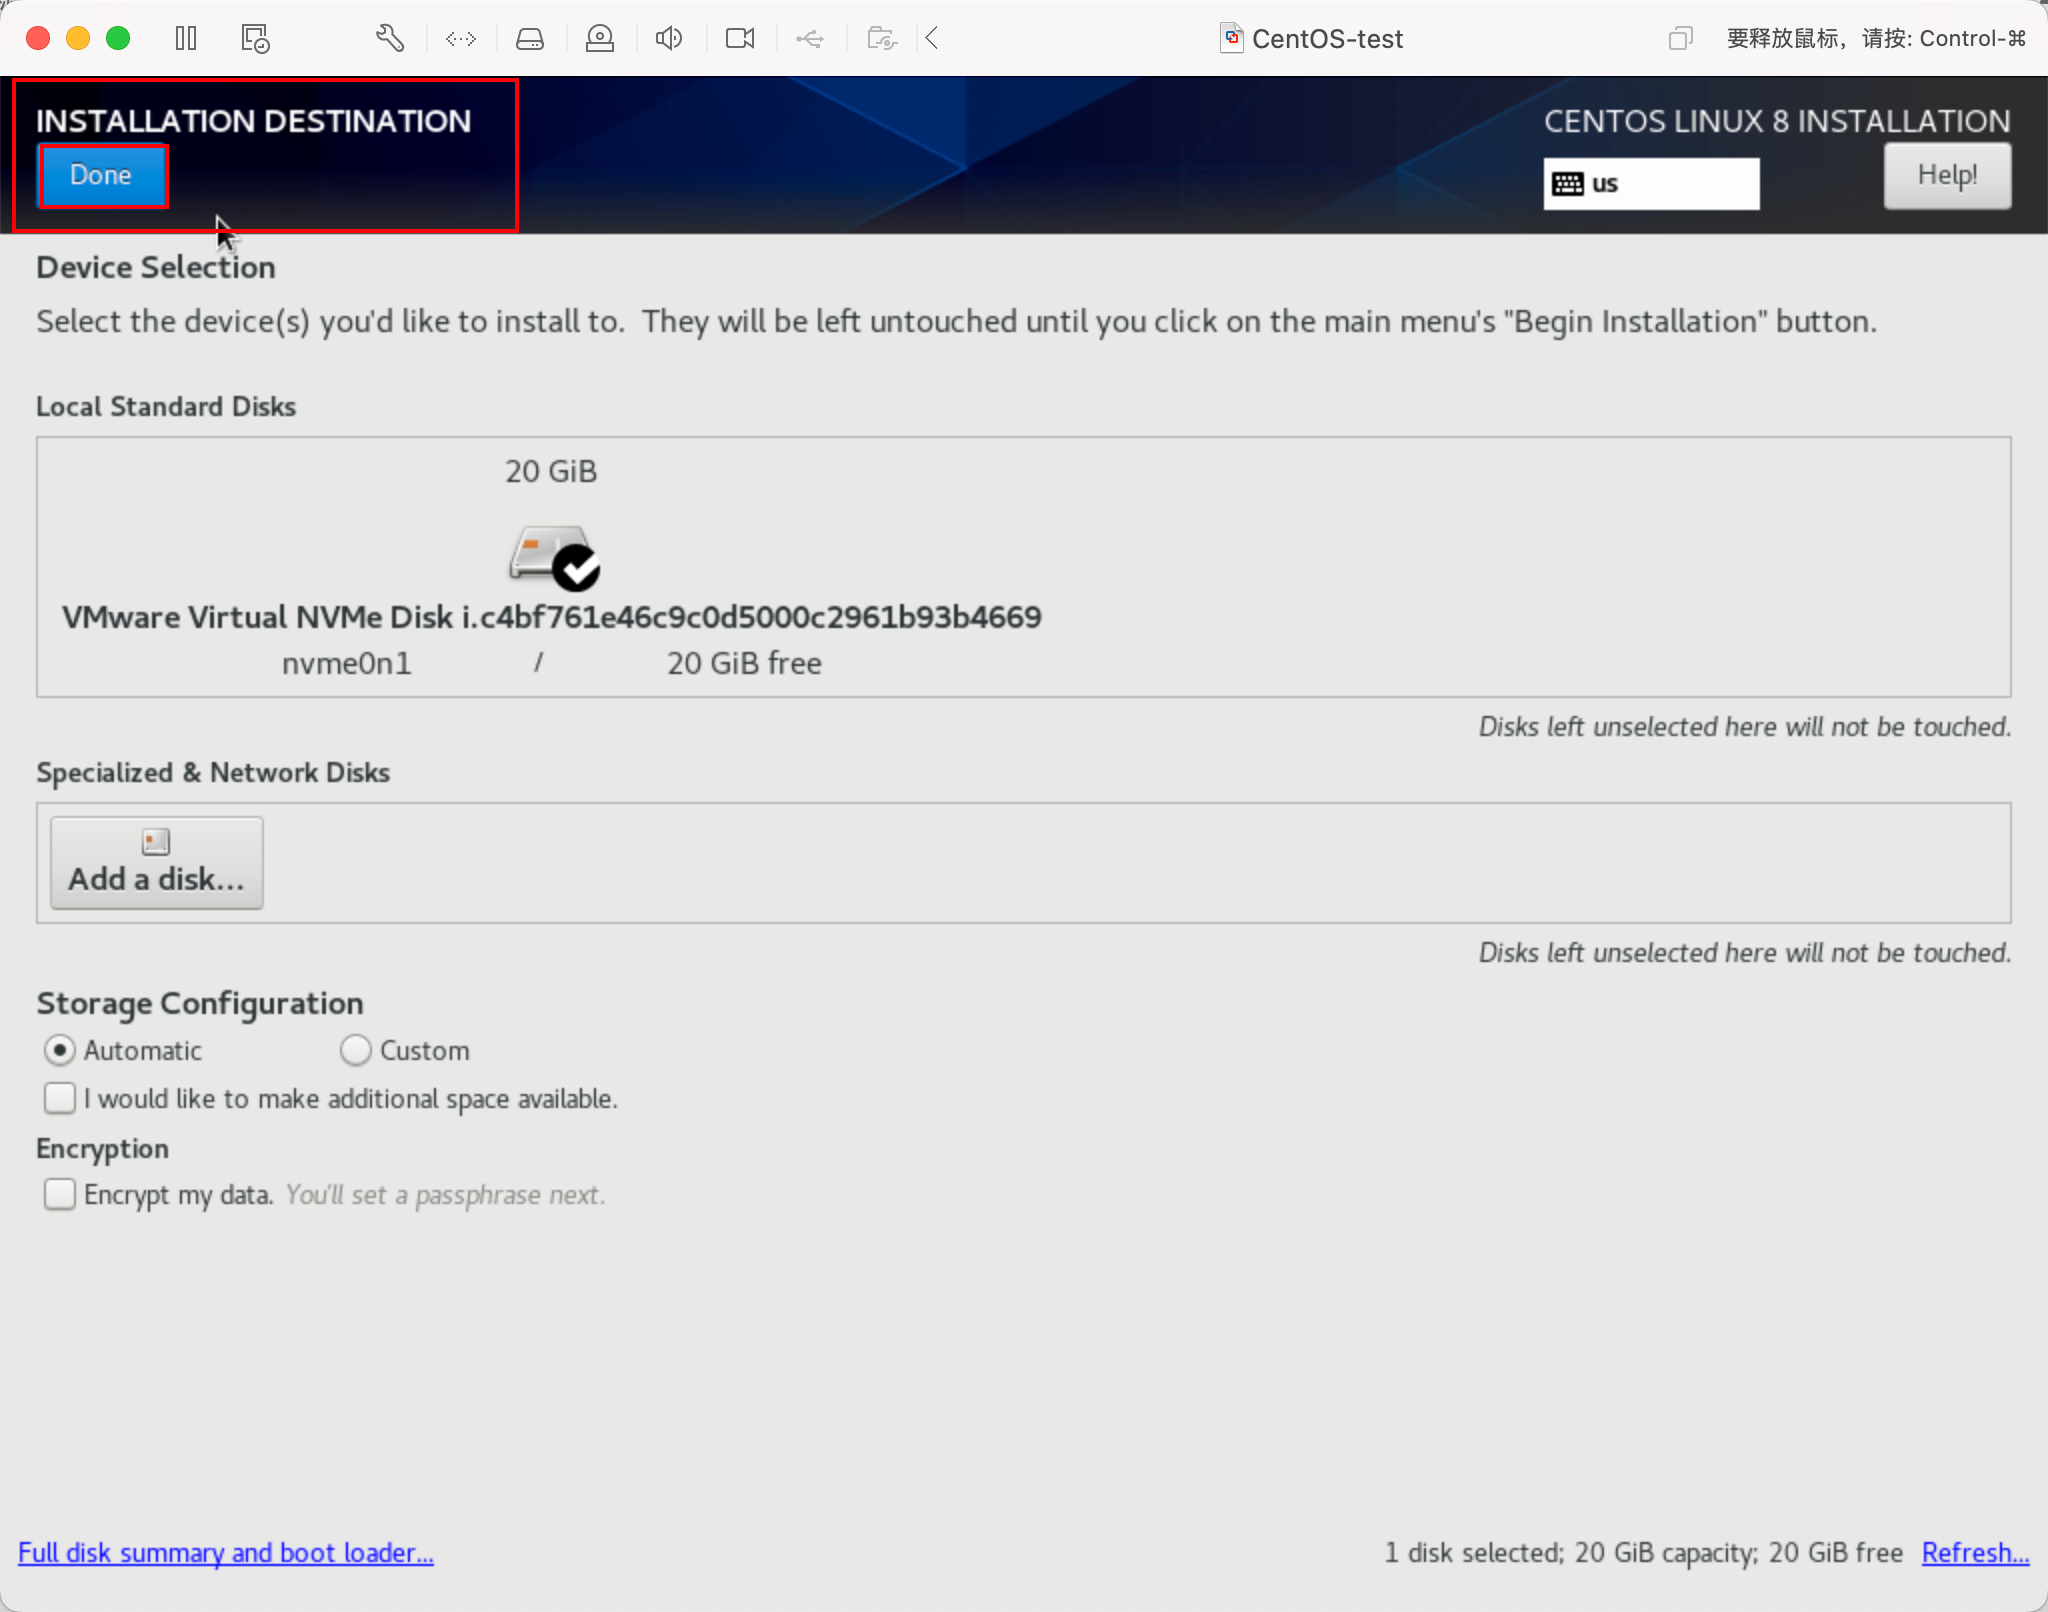 CentOS-test
要释放鼠标，请按: Control-⌘
INSTALLATION DESTINATION
CENTOS LINUX 8 INSTALLATION
Done
us
Help!
Device Selection
Select the device(s) you'd like to install to.  They will be left untouched until you click on the main menu's "Begin Installation" button.
Local Standard Disks
20 GiB
VMware Virtual NVMe Disk i.c4bf761e46c9c0d5000c2961b93b4669
nvme0n1 / 20 GiB free
Disks left unselected here will not be touched.
Specialized & Network Disks
Add a disk...
Disks left unselected here will not be touched.
Storage Configuration
Automatic Custom
I would like to make additional space available.
Encryption
Encrypt my data. You'll set a passphrase next.
Full disk summary and boot loader...
1 disk selected; 20 GiB capacity; 20 GiB free Refresh...